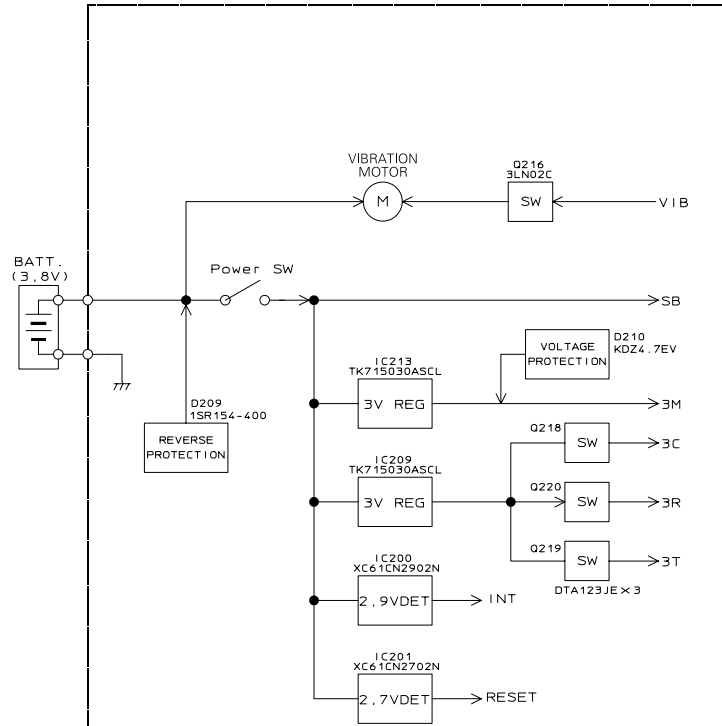 VIBRATION
MOTOR
M
Q216
3LN02C
SW
VIB
BATT.
(3,8V)
Power SW
SB
D209
1SR154-400
REVERSE
PROTECTION
IC213
TK715030ASCL
3V REG
VOLTAGE
PROTECTION
D210
KDZ4.7EV
3M
IC209
TK715030ASCL
3V REG
Q218
SW
3C
Q220
SW
3R
Q219
SW
3T
DTA123JE×3
IC200
XC61CN2902N
2,9VDET
INT
IC201
XC61CN2702N
2,7VDET
RESET